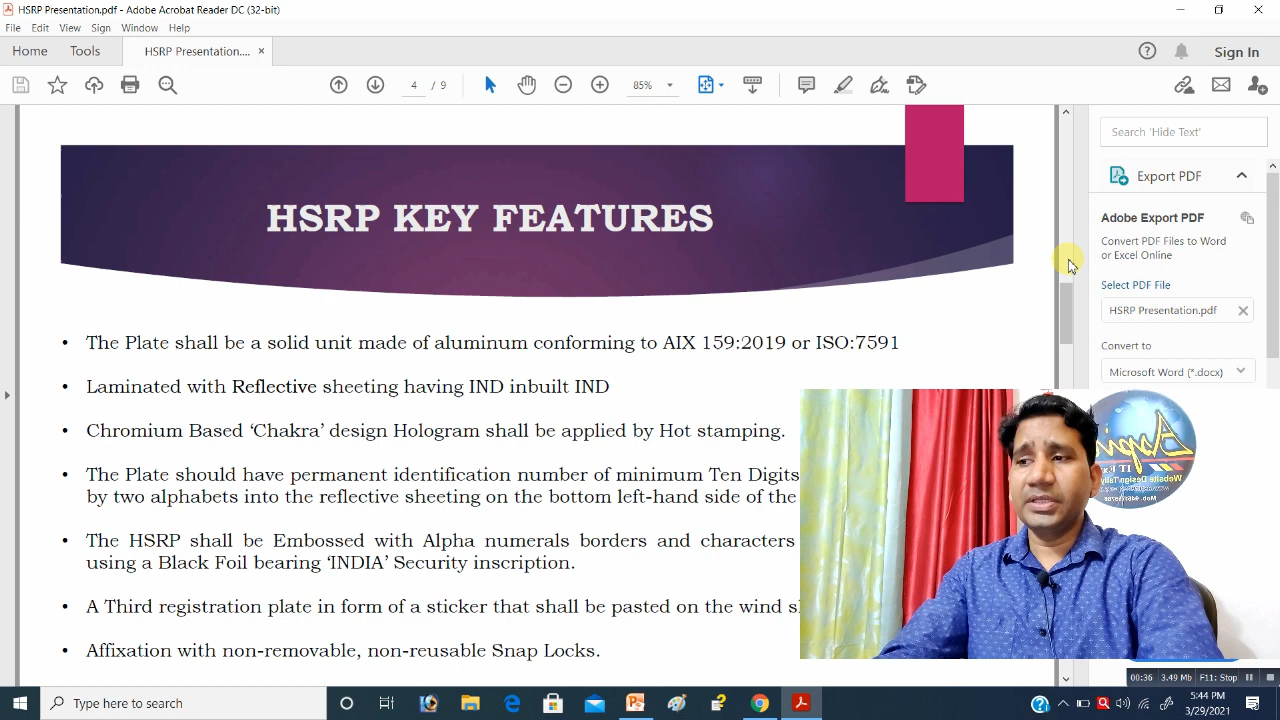 HSRP Presentation.pdf - Adobe Acrobat Reader DC (32-bit)
File Edit View Sign Window Help
Home Tools HSRP Presentation.... × Sign In
4 / 9 85%
Search 'Hide Text'
Export PDF
Adobe Export PDF
Convert PDF Files to Word
or Excel Online
Select PDF File
HSRP Presentation.pdf
Convert to
Microsoft Word (*.docx)
HSRP KEY FEATURES
• The Plate shall be a solid unit made of aluminum conforming to AIX 159:2019 or ISO:7591
• Laminated with Reflective sheeting having IND inbuilt IND
• Chromium Based ‘Chakra’ design Hologram shall be applied by Hot stamping.
• The Plate should have permanent identification number of minimum Ten Digits
by two alphabets into the reflective sheeting on the bottom left-hand side of the
• The HSRP shall be Embossed with Alpha numerals borders and characters
using a Black Foil bearing ‘INDIA’ Security inscription.
• A Third registration plate in form of a sticker that shall be pasted on the wind
• Affixation with non-removable, non-reusable Snap Locks.
00:36 3.49 Mb F11: Stop
Type here to search
5:44 PM
3/29/2021